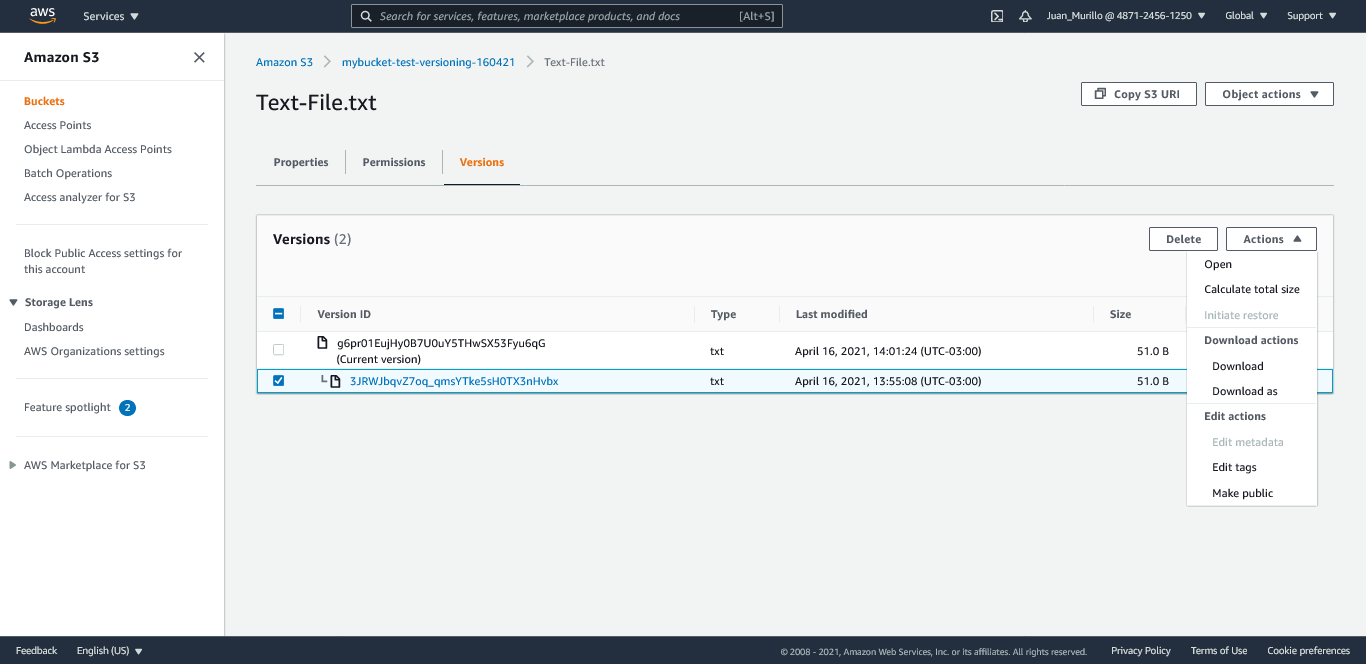 aws
Services
Search for services, features, marketplace products, and docs
[Alt+S]
Juan_Murillo @ 4871-2456-1250
Global
Support
Amazon S3
Buckets
Access Points
Object Lambda Access Points
Batch Operations
Access analyzer for S3
Block Public Access settings for
this account
Storage Lens
Dashboards
AWS Organizations settings
Feature spotlight 2
AWS Marketplace for S3
Amazon S3 > mybucket-test-versioning-160421 > Text-File.txt
Text-File.txt
Copy S3 URI
Object actions
Properties
Permissions
Versions
Versions (2)
Delete
Actions
Version ID
Type
Last modified
Size
g6pr01EujHy0B7U0uY5THwSX53Fyu6qG
(Current version)
txt
April 16, 2021, 14:01:24 (UTC-03:00)
51.0 B
3JRWJbqvZ7oq_qmsYTke5sH0TX3nHvbx
txt
April 16, 2021, 13:55:08 (UTC-03:00)
51.0 B
Open
Calculate total size
Initiate restore
Download actions
Download
Download as
Edit actions
Edit metadata
Edit tags
Make public
Feedback
English (US)
© 2008 - 2021, Amazon Web Services, Inc. or its affiliates. All rights reserved.
Privacy Policy
Terms of Use
Cookie preferences